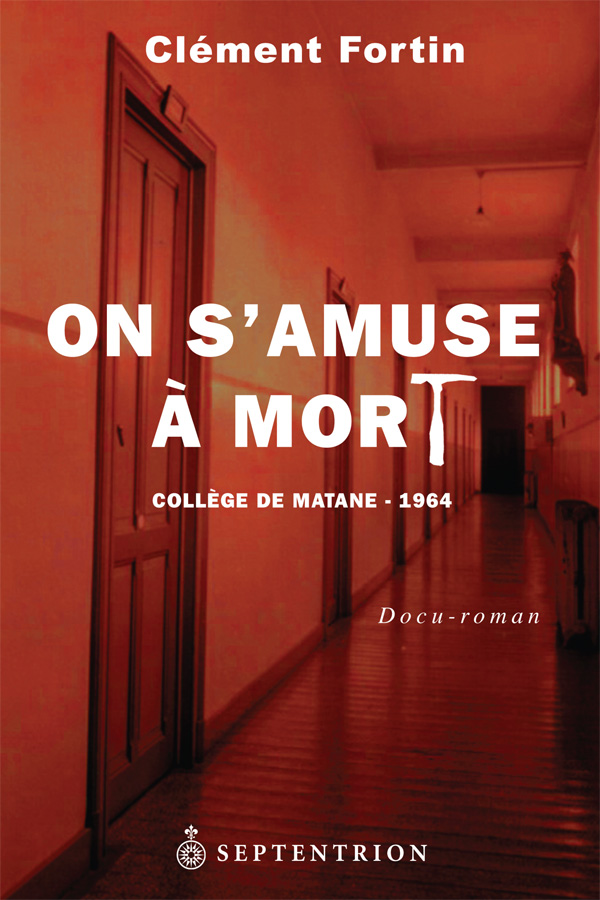 Clément Fortin
ON S'AMUSE
À MORT
COLLÈGE DE MATANE - 1964
Docu-roman
SEPTENTRION